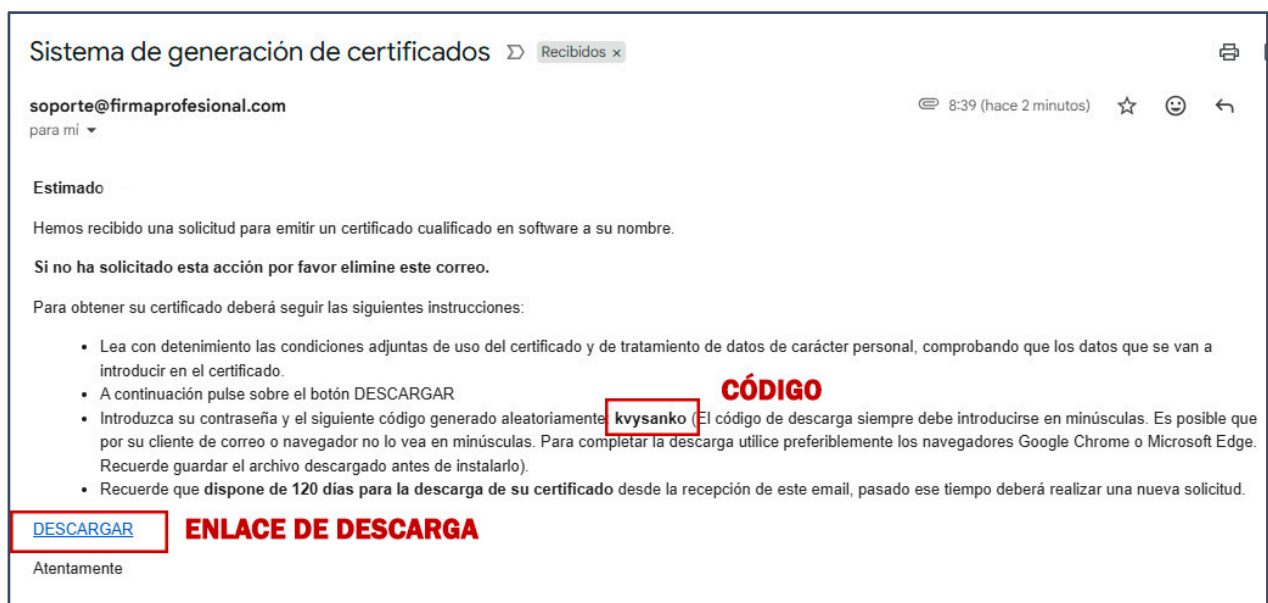 Sistema de generación de certificados Recibidos x
soporte@firmaprofesional.com
8:39 (hace 2 minutos)
para mí
Estimado
Hemos recibido una solicitud para emitir un certificado cualificado en software a su nombre.
Si no ha solicitado esta acción por favor elimine este correo.
Para obtener su certificado deberá seguir las siguientes instrucciones:
• Lea con detenimiento las condiciones adjuntas de uso del certificado y de tratamiento de datos de carácter personal, comprobando que los datos que se van a
introducir en el certificado.
• A continuación pulse sobre el botón DESCARGAR
CÓDIGO
• Introduzca su contraseña y el siguiente código generado aleatoriamente: kvysanko (El código de descarga siempre debe introducirse en minúsculas. Es posible que
por su cliente de correo o navegador no lo vea en minúsculas. Para completar la descarga utilice preferiblemente los navegadores Google Chrome o Microsoft Edge.
Recuerde guardar el archivo descargado antes de instalarlo).
• Recuerde que dispone de 120 días para la descarga de su certificado desde la recepción de este email, pasado ese tiempo deberá realizar una nueva solicitud.
DESCARGAR
ENLACE DE DESCARGA
Atentamente